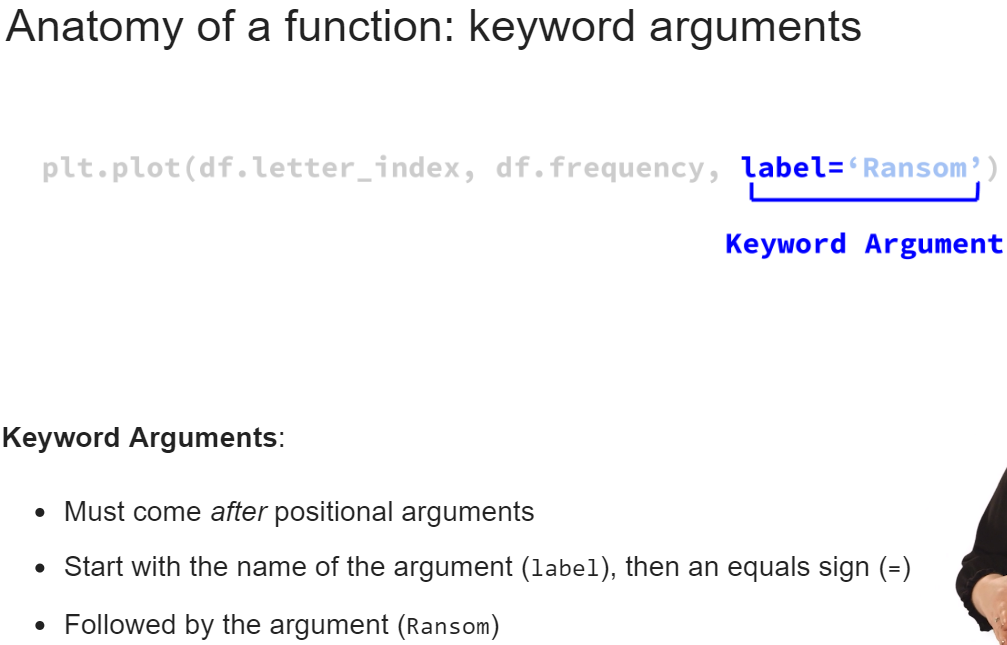 Anatomy of a function: keyword arguments
plt.plot(df.letter_index, df.frequency, label=‘Ransom’)
Keyword Argument
Keyword Arguments:
• Must come after positional arguments
• Start with the name of the argument (label), then an equals sign (=)
• Followed by the argument (Ransom)